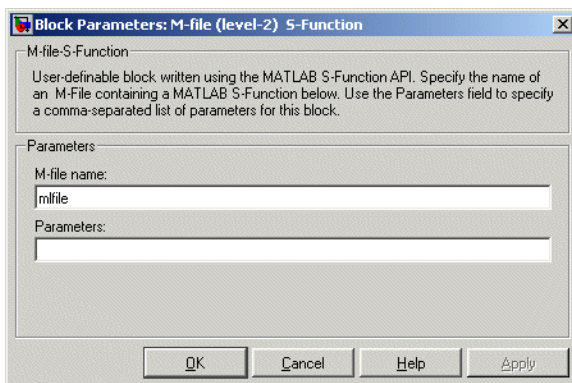 Block Parameters: M-file (level-2) S-Function
M-file-S-Function
User-definable block written using the MATLAB S-Function API. Specify the name of
an M-File containing a MATLAB S-Function below. Use the Parameters field to specify
a comma-separated list of parameters for this block.
Parameters
M-file name:
mlfile
Parameters:
OK Cancel Help Apply